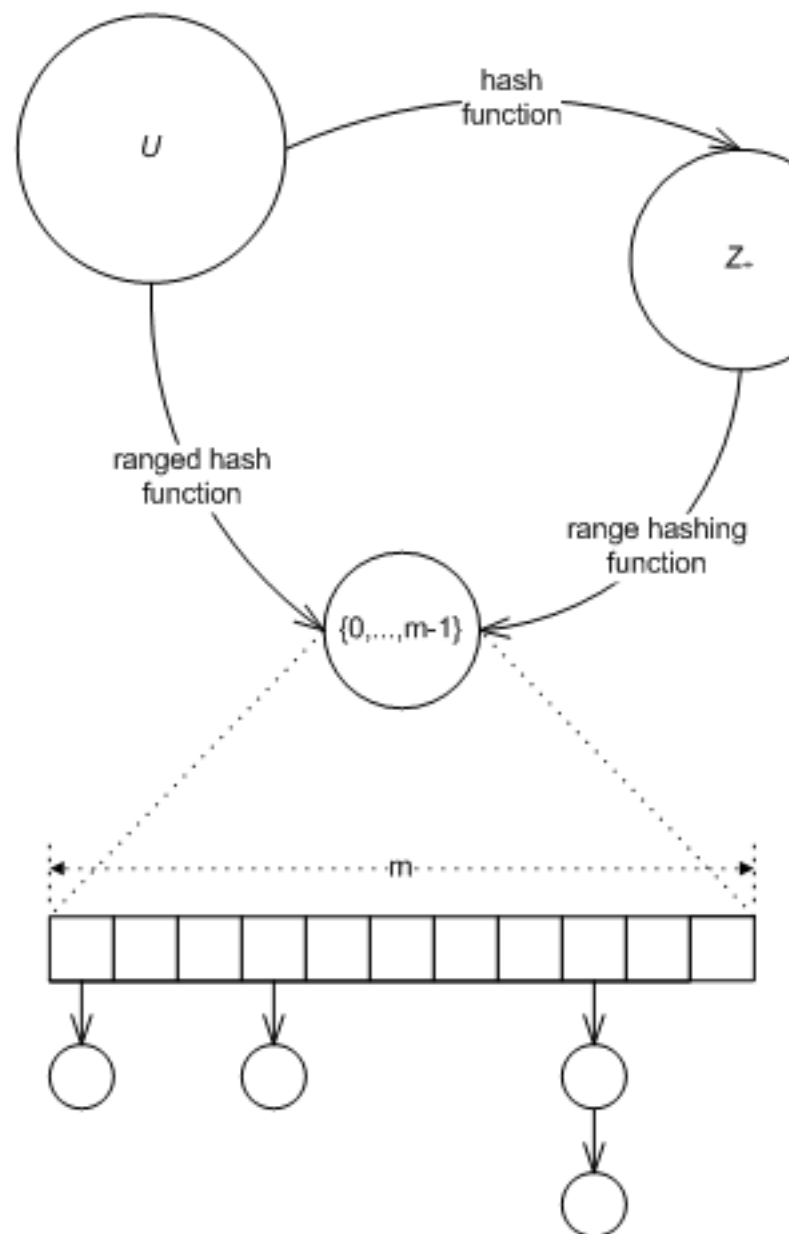 hash
function
U
Z+
ranged hash
function
range hashing
function
{0,...,m-1}
m